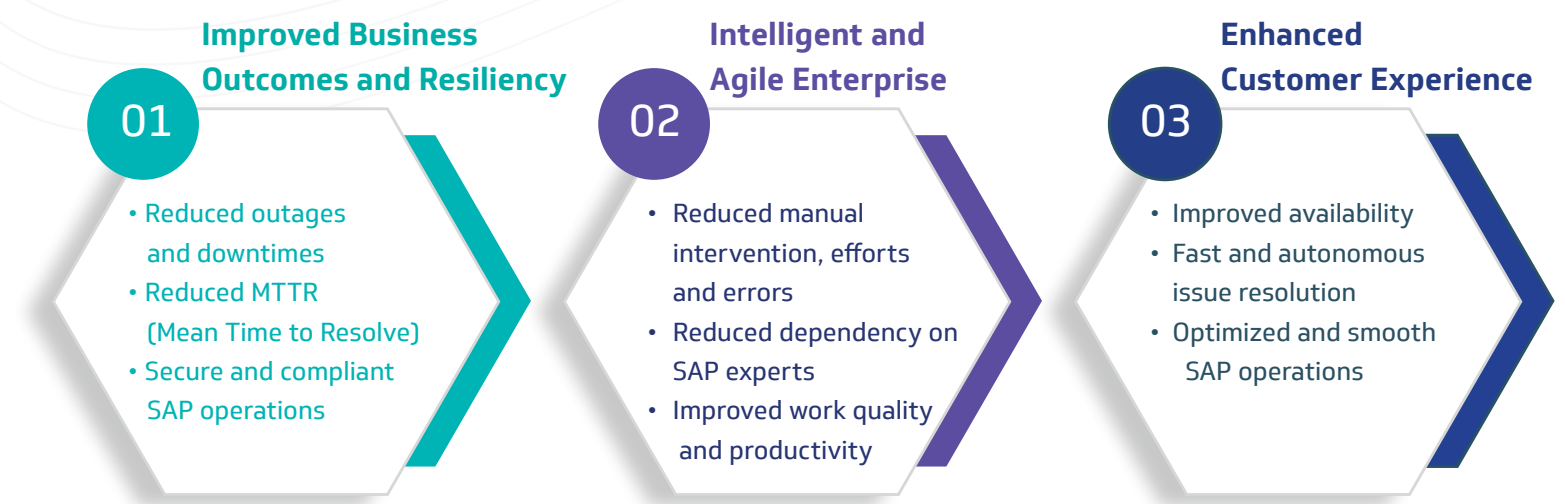 Improved Business
Outcomes and Resiliency
01
• Reduced outages
and downtimes
• Reduced MTTR
(Mean Time to Resolve)
• Secure and compliant
SAP operations
Intelligent and
Agile Enterprise
02
• Reduced manual
intervention, efforts
and errors
• Reduced dependency on
SAP experts
• Improved work quality
and productivity
Enhanced
Customer Experience
03
• Improved availability
• Fast and autonomous
issue resolution
• Optimized and smooth
SAP operations